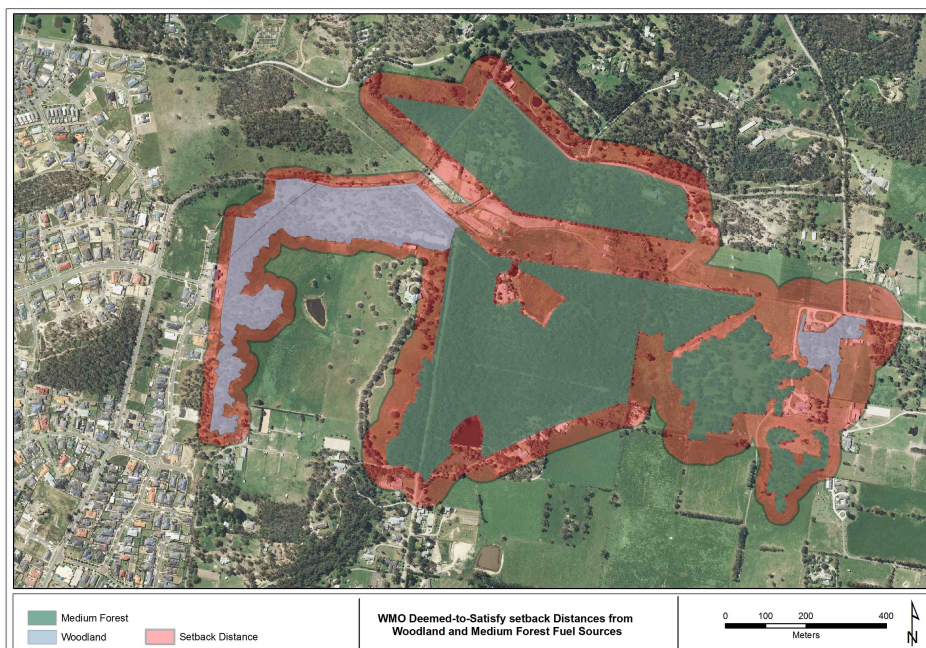 Medium Forest
Woodland
Setback Distance
WMO Deemed-to-Satisfy setback Distances from
Woodland and Medium Forest Fuel Sources
0 100 200 400
Meters
N